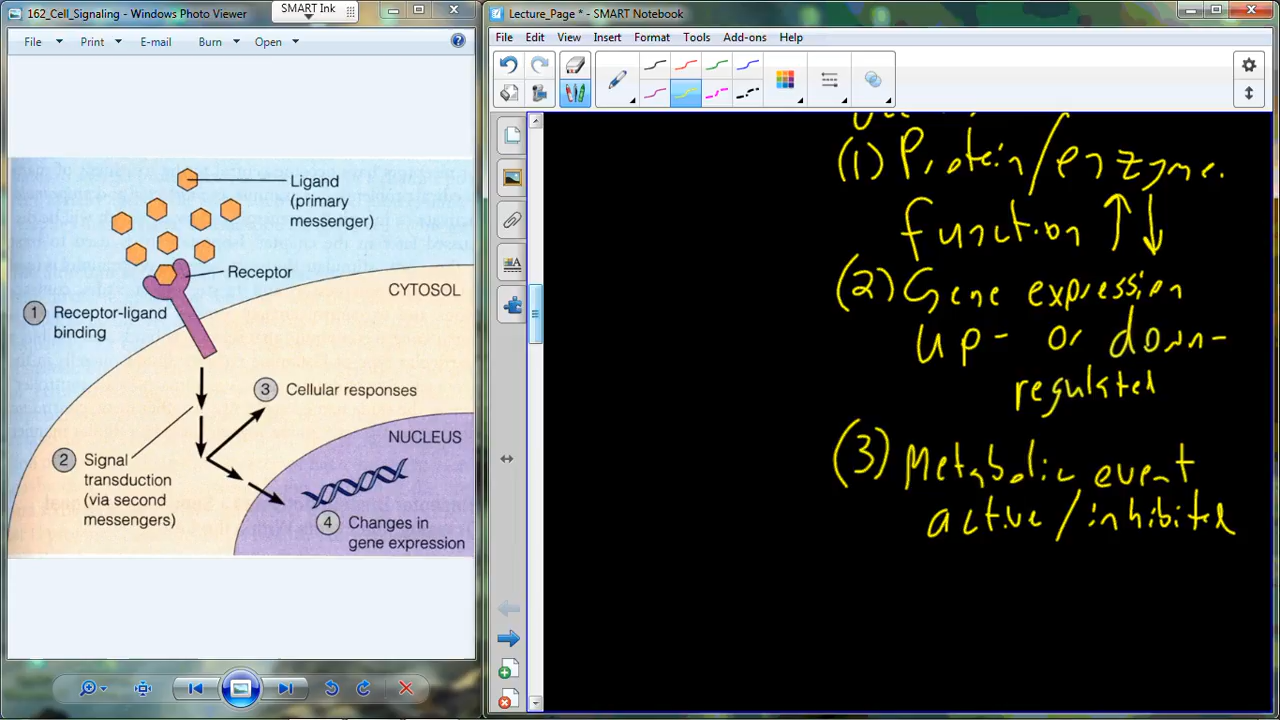 162_Cell_Signaling - Windows Photo Viewer
SMART Ink
File Print E-mail Burn Open
Ligand
(primary
messenger)
Receptor
CYTOSOL
1 Receptor-ligand
binding
3 Cellular responses
NUCLEUS
2 Signal
transduction
(via second
messengers)
4 Changes in
gene expression
Lecture_Page * - SMART Notebook
File Edit View Insert Format Tools Add-ons Help
(1) Protein/enzyme.
function ↑↓
(2) Gene expression
up- or down-
regulated
(3) Metabolic event
active/inhibited